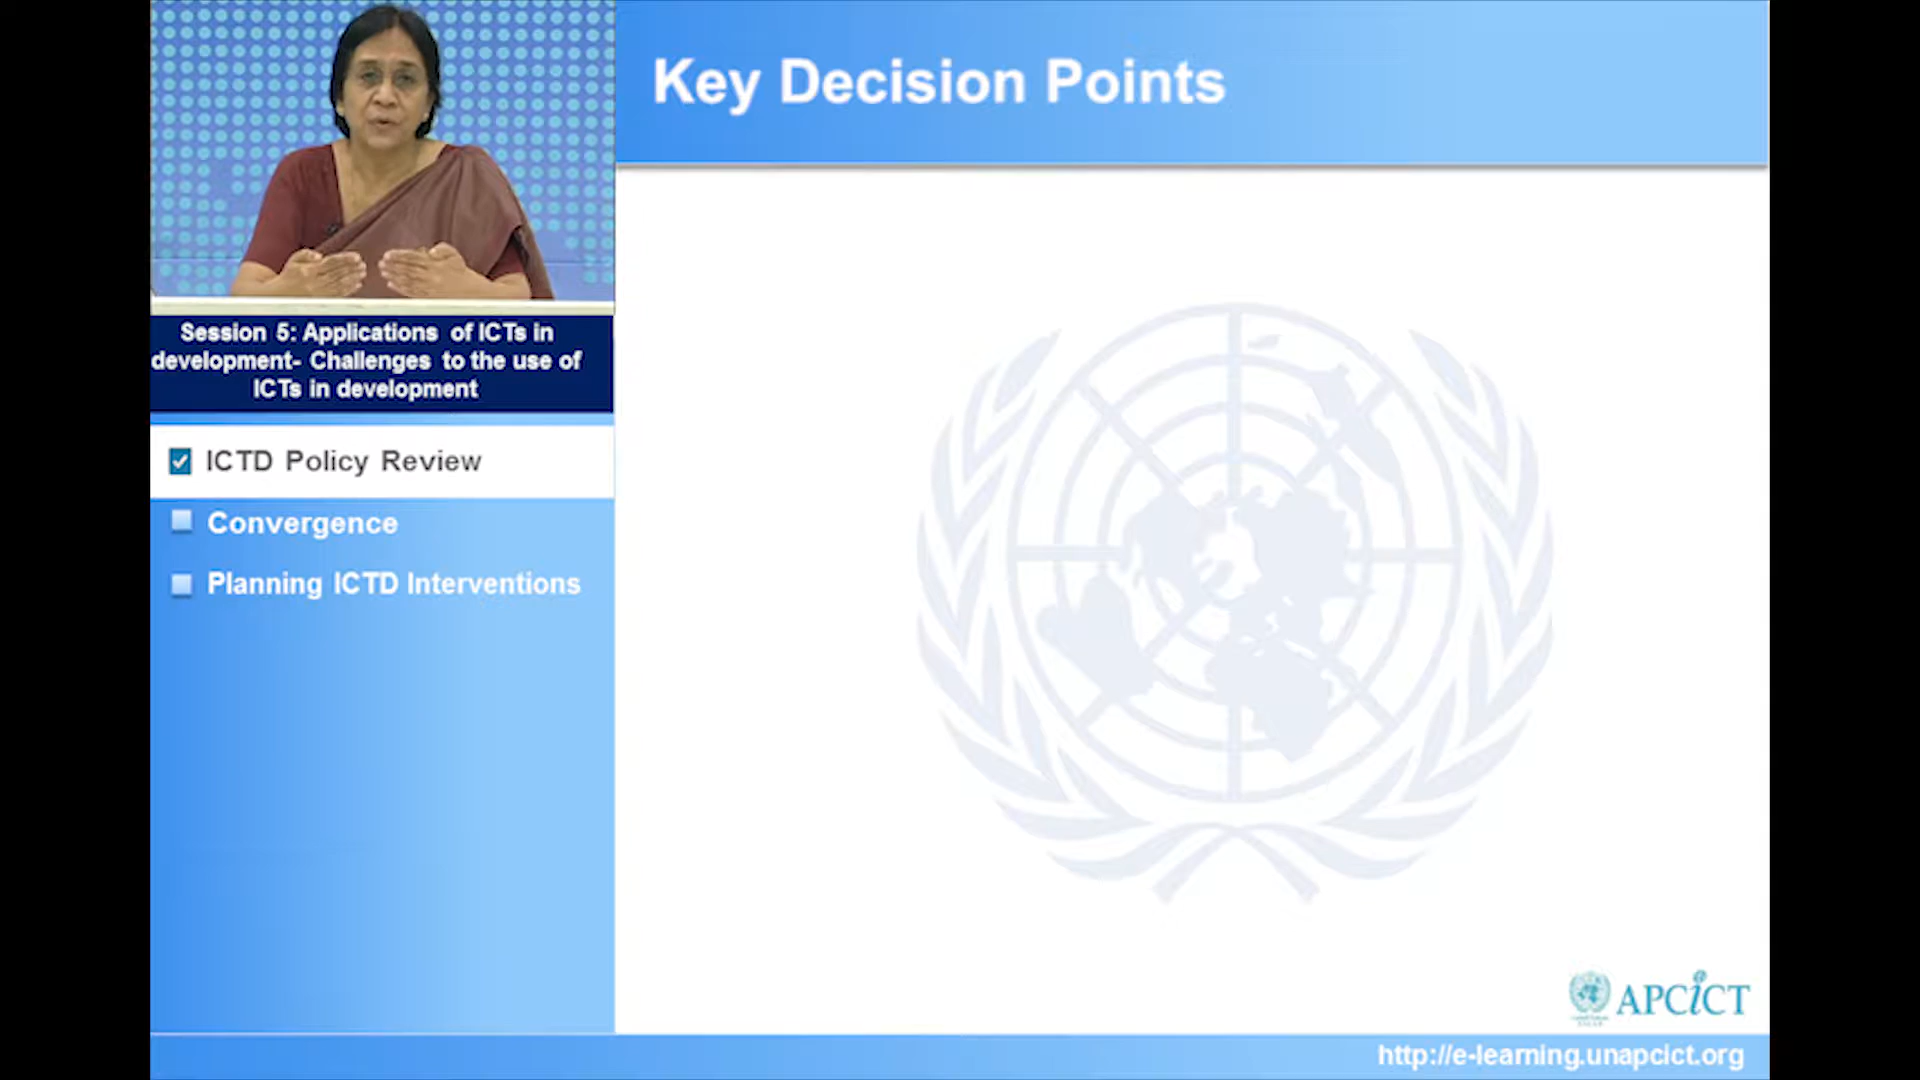 Key Decision Points
Session 5: Applications of ICTs in
development- Challenges to the use of
ICTs in development
ICTD Policy Review
Convergence
Planning ICTD Interventions
APCiCT
http://e-learning.unapcict.org